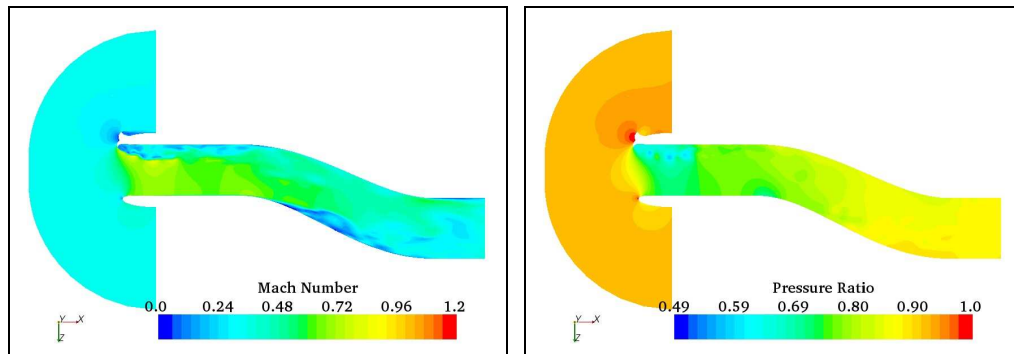 Mach Number
0.0 0.24 0.48 0.72 0.96 1.2
Y X
Z
Pressure Ratio
0.49 0.59 0.69 0.80 0.90 1.0
Y X
Z